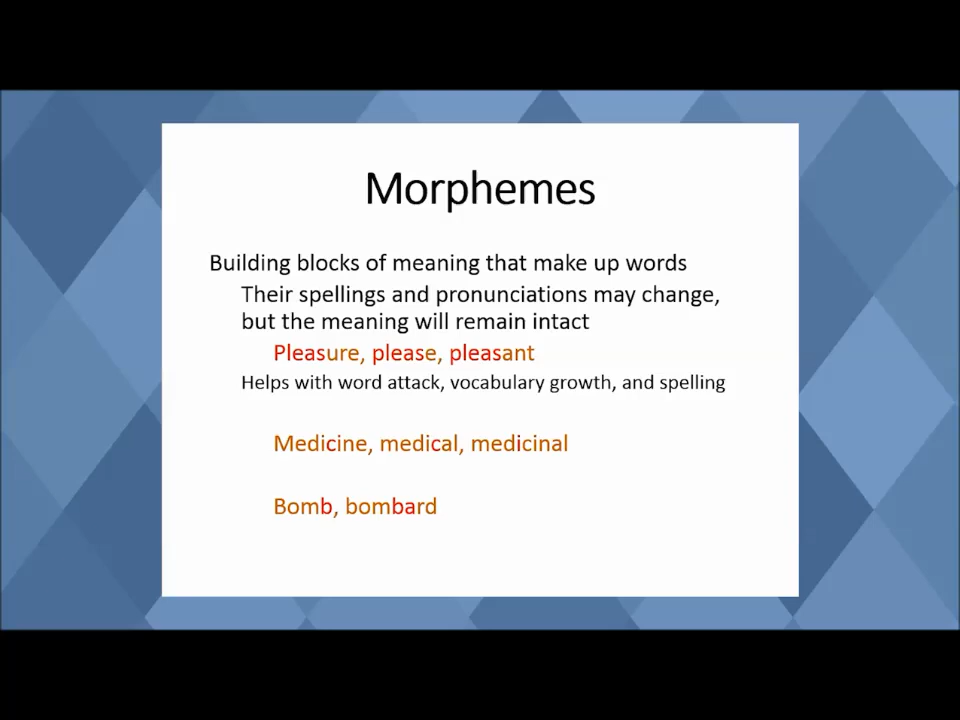 Morphemes
Building blocks of meaning that make up words
Their spellings and pronunciations may change,
but the meaning will remain intact
Pleasure, please, pleasant
Helps with word attack, vocabulary growth, and spelling
Medicine, medical, medicinal
Bomb, bombard